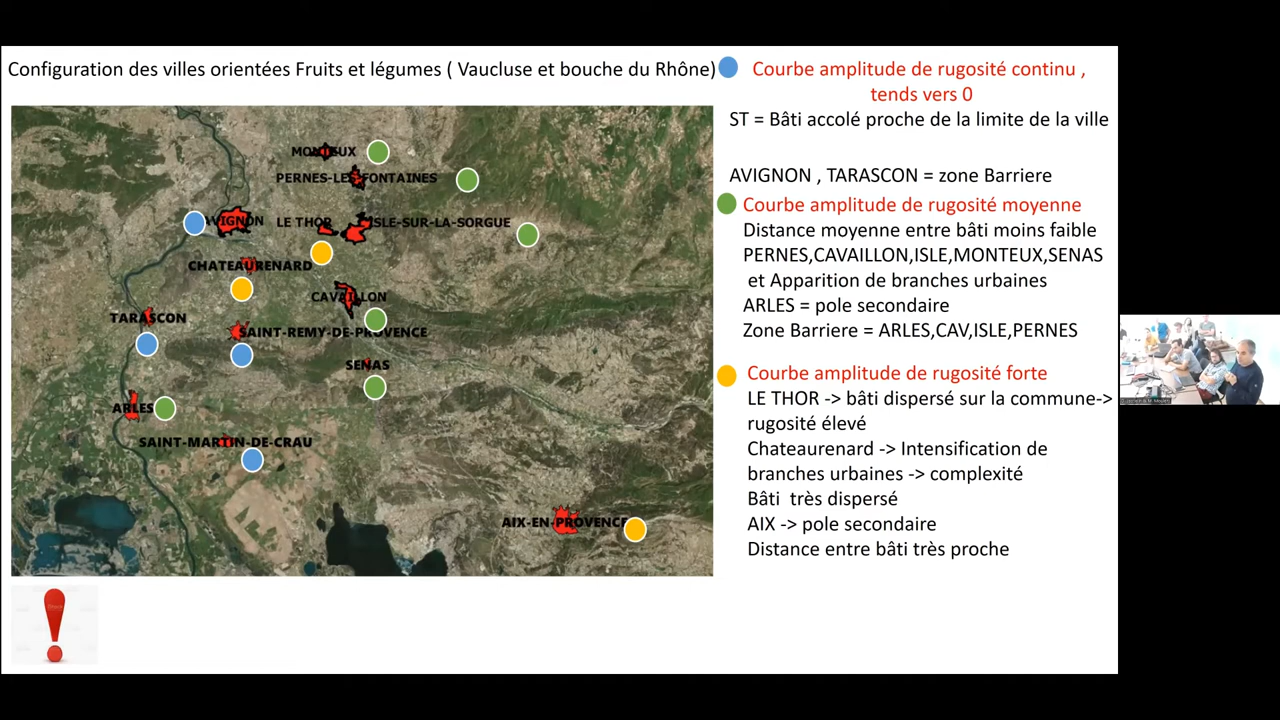 Configuration des villes orientées Fruits et légumes ( Vaucluse et bouche du Rhône)
Courbe amplitude de rugosité continu ,
tends vers 0
ST = Bâti accolé proche de la limite de la ville
AVIGNON , TARASCON = zone Barriere
Courbe amplitude de rugosité moyenne
Distance moyenne entre bâti moins faible
PERNES,CAVAILLON,ISLE,MONTEUX,SENAS
et Apparition de branches urbaines
ARLES = pole secondaire
Zone Barriere = ARLES,CAV,ISLE,PERNES
Courbe amplitude de rugosité forte
LE THOR -> bâti dispersé sur la commune->
rugosité élevé
Chateaurenard -> Intensification de
branches urbaines -> complexité
Bâti très dispersé
AIX -> pole secondaire
Distance entre bâti très proche
MONTEUX
PERNES-LES-FONTAINES
AVIGNON
LE THOR
ISLE-SUR-LA-SORGUE
CHATEAURENARD
CAVAILLON
TARASCON
SAINT-REMY-DE-PROVENCE
SENAS
ARLES
SAINT-MARTIN-DE-CRAU
AIX-EN-PROVENCE